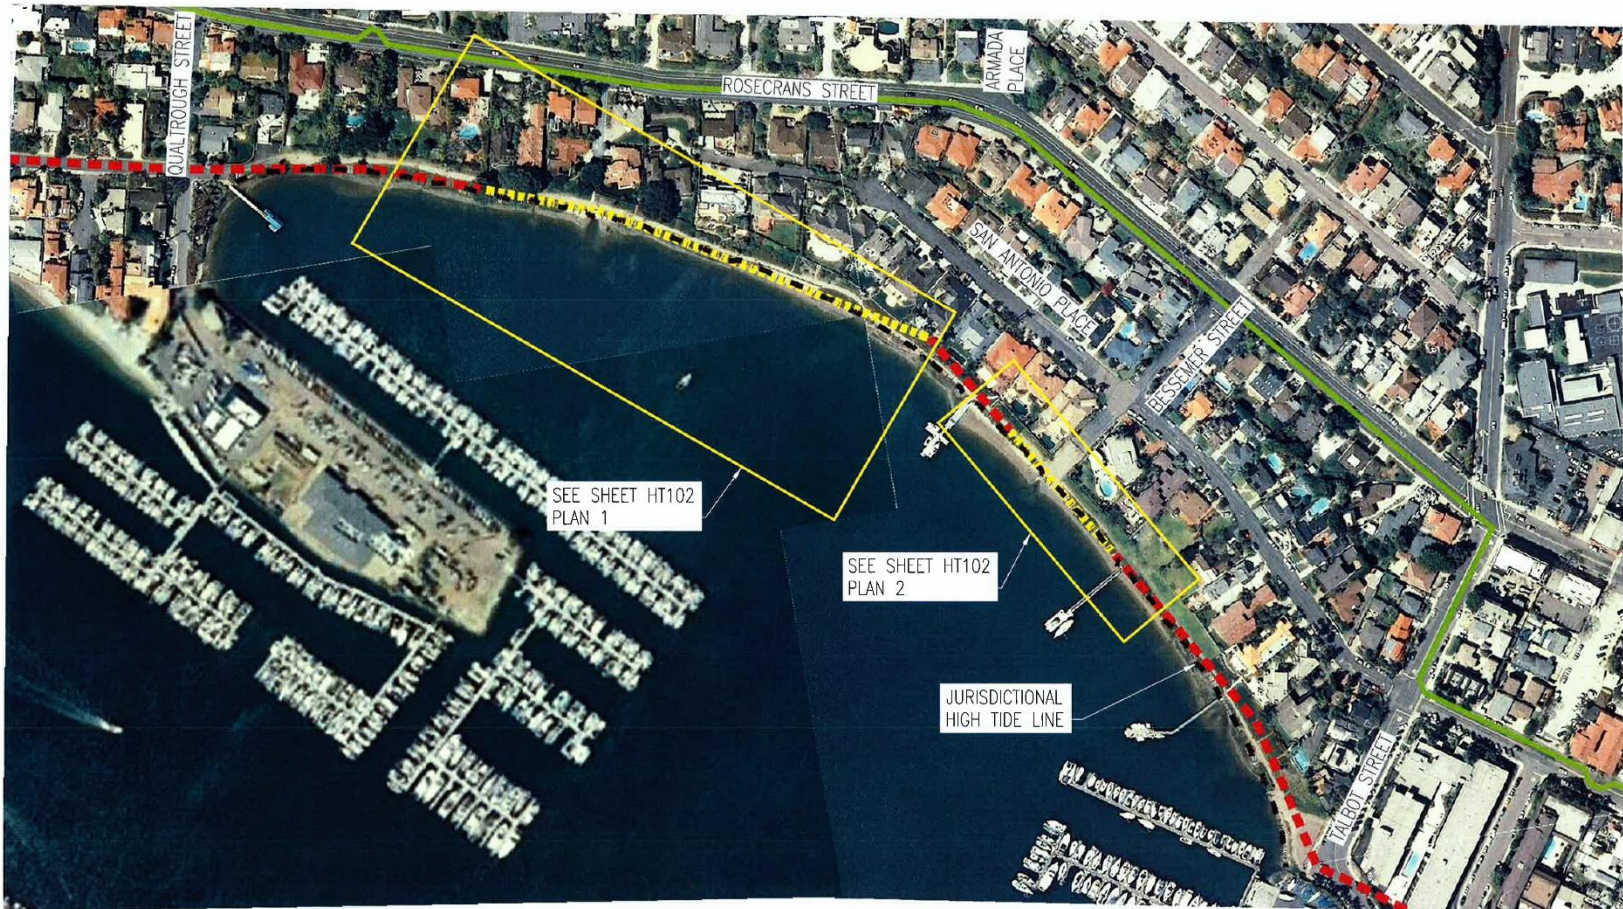 QUALTROUGH STREET
ROSECRANS STREET
ARMADA
PLACE
SAN ANTONIO PLACE
BESSEMER STREET
SEE SHEET HT102
PLAN 1
SEE SHEET HT102
PLAN 2
JURISDICTIONAL
HIGH TIDE LINE
TALBOT STREET